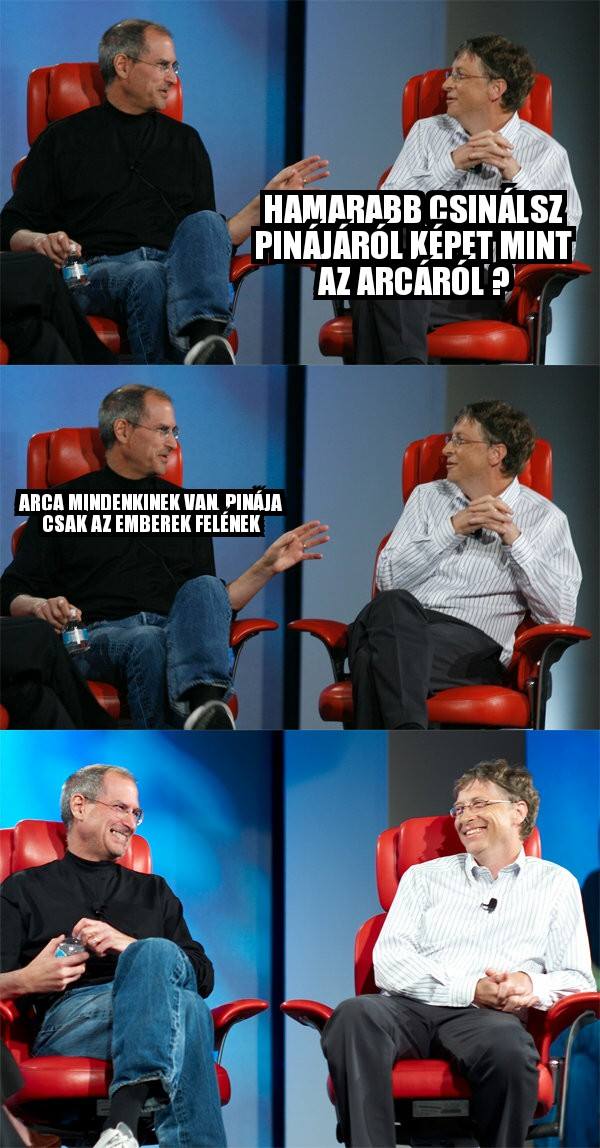 HAMARABB CSINÁLSZ
PINÁJÁRÓL KÉPET MINT
AZ ARCÁRÓL ?
ARCA MINDENKINEK VAN. PINÁJA
CSAK AZ EMBEREK FELÉNEK